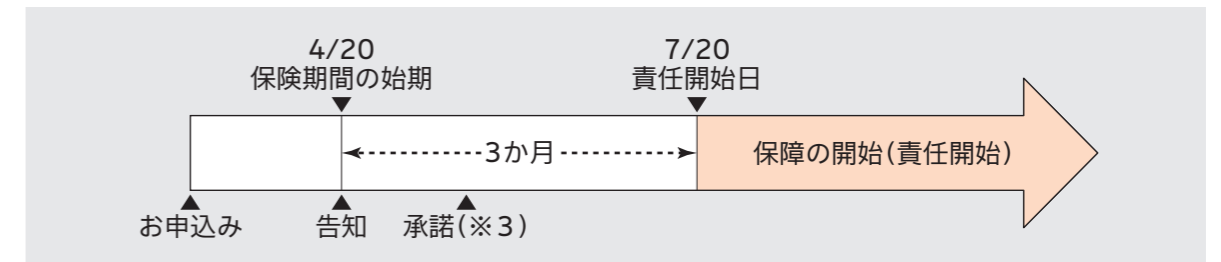 4/20
保険期間の始期
7/20
責任開始日
3か月
保障の開始(責任開始)
お申込み
告知
承諾(※3)